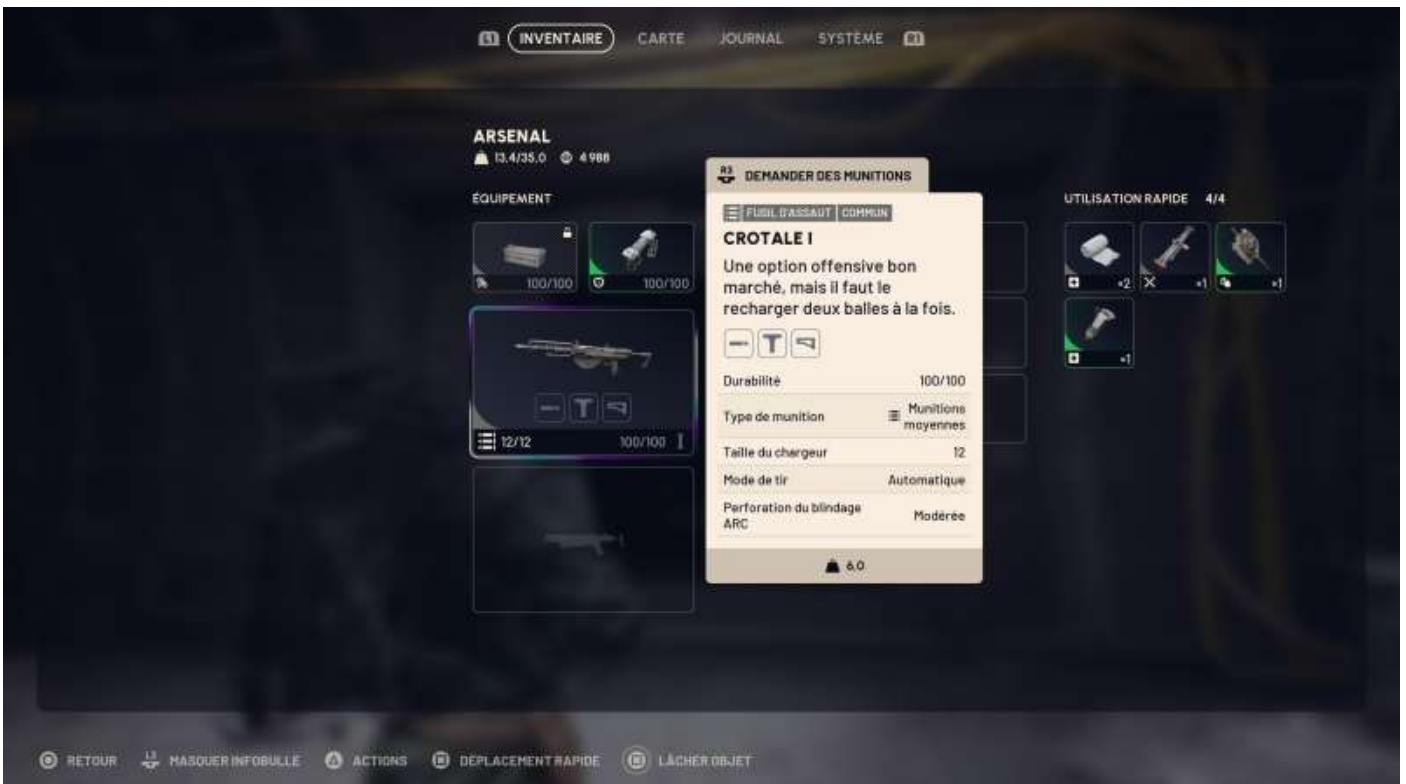 L1 INVENTAIRE CARTE JOURNAL SYSTÈME R1
ARSENAL
13.4/35.0 4 988
ÉQUIPEMENT
100/100 100/100
12/12 100/100
R3 DEMANDER DES MUNITIONS
FUSIL D'ASSAUT COMMUN
CROTALE I
Une option offensive bon
marché, mais il faut le
recharger deux balles à la fois.
Durabilité 100/100
Type de munition Munitions
moyennes
Taille du chargeur 12
Mode de tir Automatique
Perforation du blindage
ARC Modérée
6,0
UTILISATION RAPIDE 4/4
×2 ×1 ×1
×1
RETOUR L3 MASQUER INFOBULLE ACTIONS DÉPLACEMENT RAPIDE LÂCHER OBJET